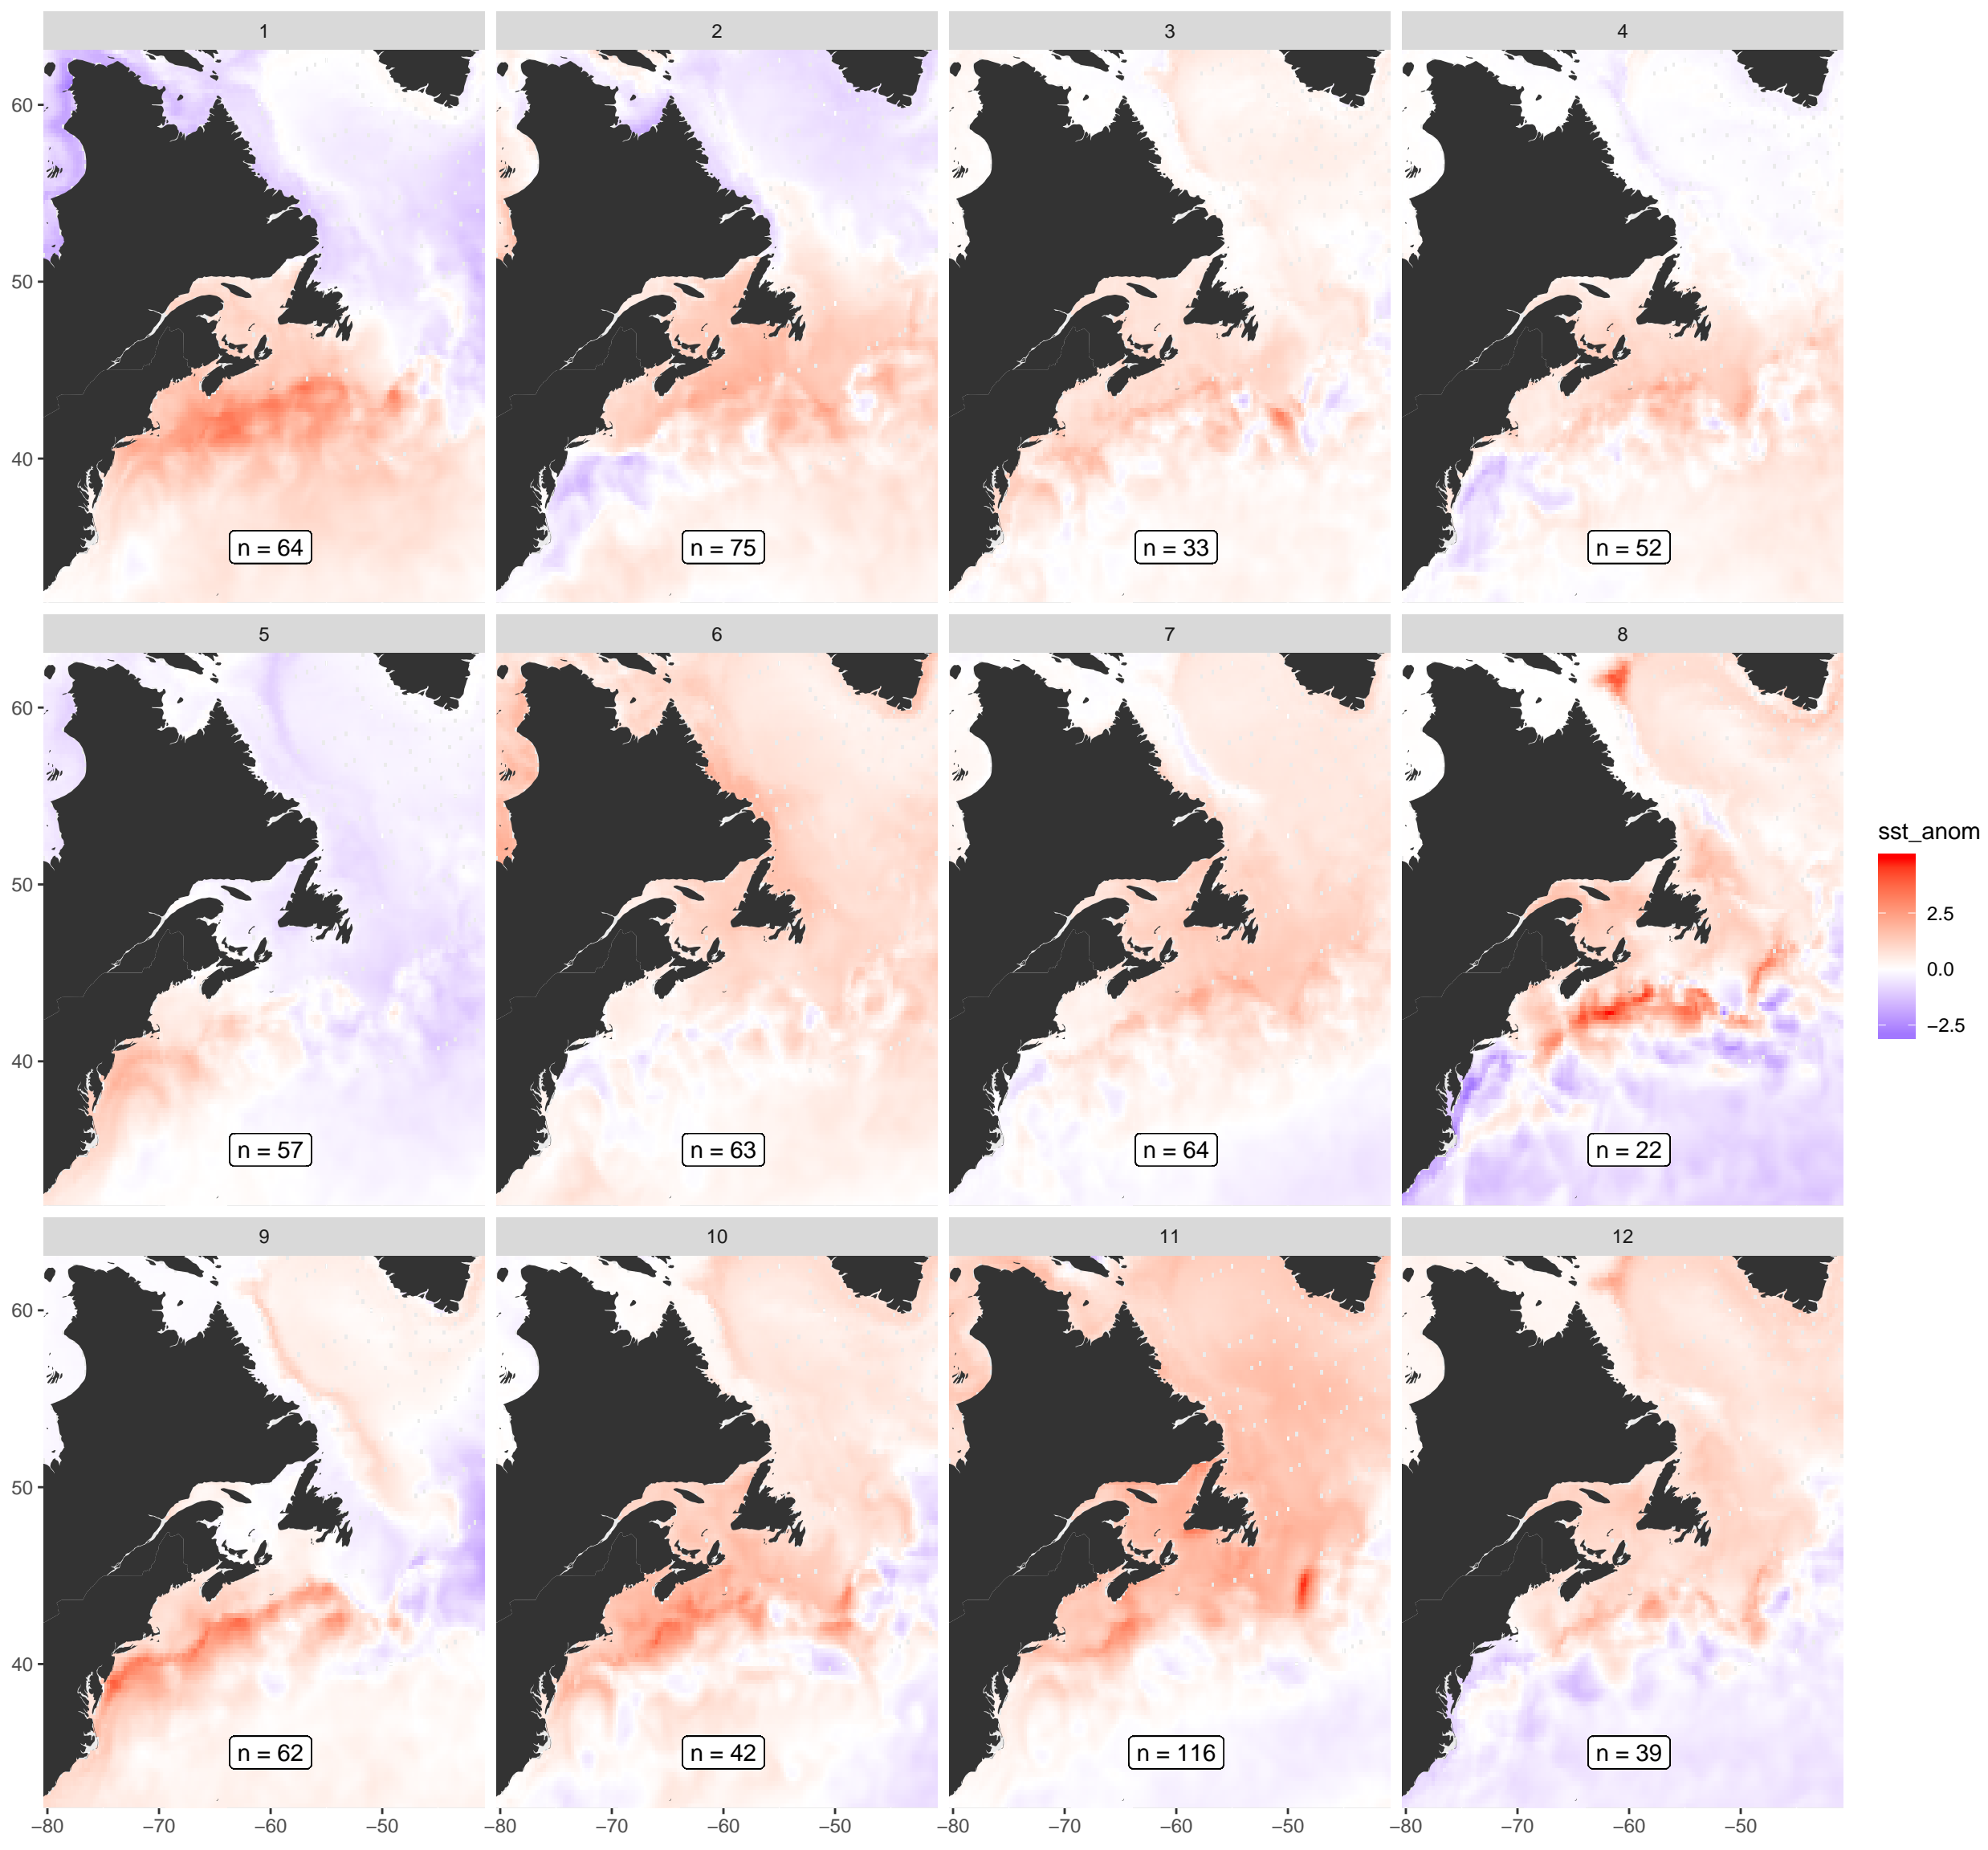 1 2 3 4
60
50
40
n = 64 n = 75 n = 33 n = 52
5 6 7 8
60
50
40
n = 57 n = 63 n = 64 n = 22
sst_anom
2.5
0.0
−2.5
9 10 11 12
60
50
40
n = 62 n = 42 n = 116 n = 39
−80 −70 −60 −50 −80 −70 −60 −50 −80 −70 −60 −50 −80 −70 −60 −50